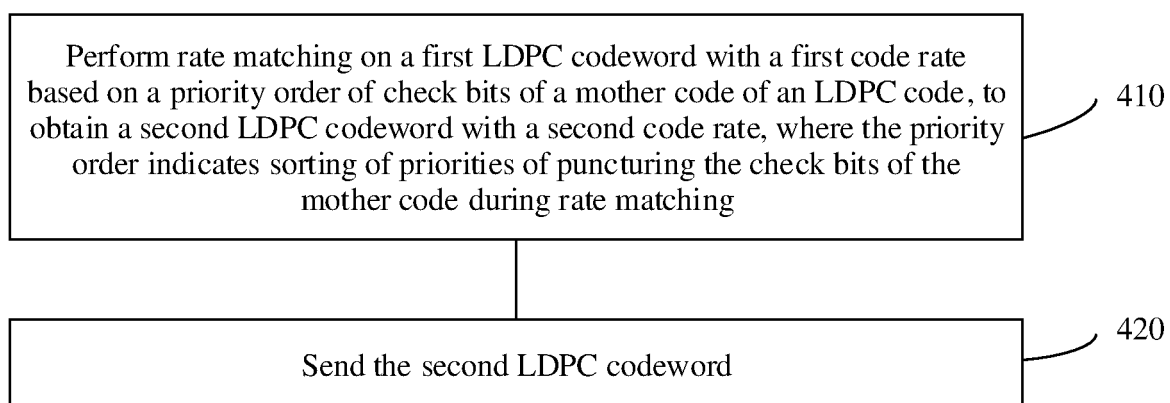 Perform rate matching on a first LDPC codeword with a first code rate
based on a priority order of check bits of a mother code of an LDPC code, to
obtain a second LDPC codeword with a second code rate, where the priority
order indicates sorting of priorities of puncturing the check bits of the
mother code during rate matching
410
Send the second LDPC codeword
420